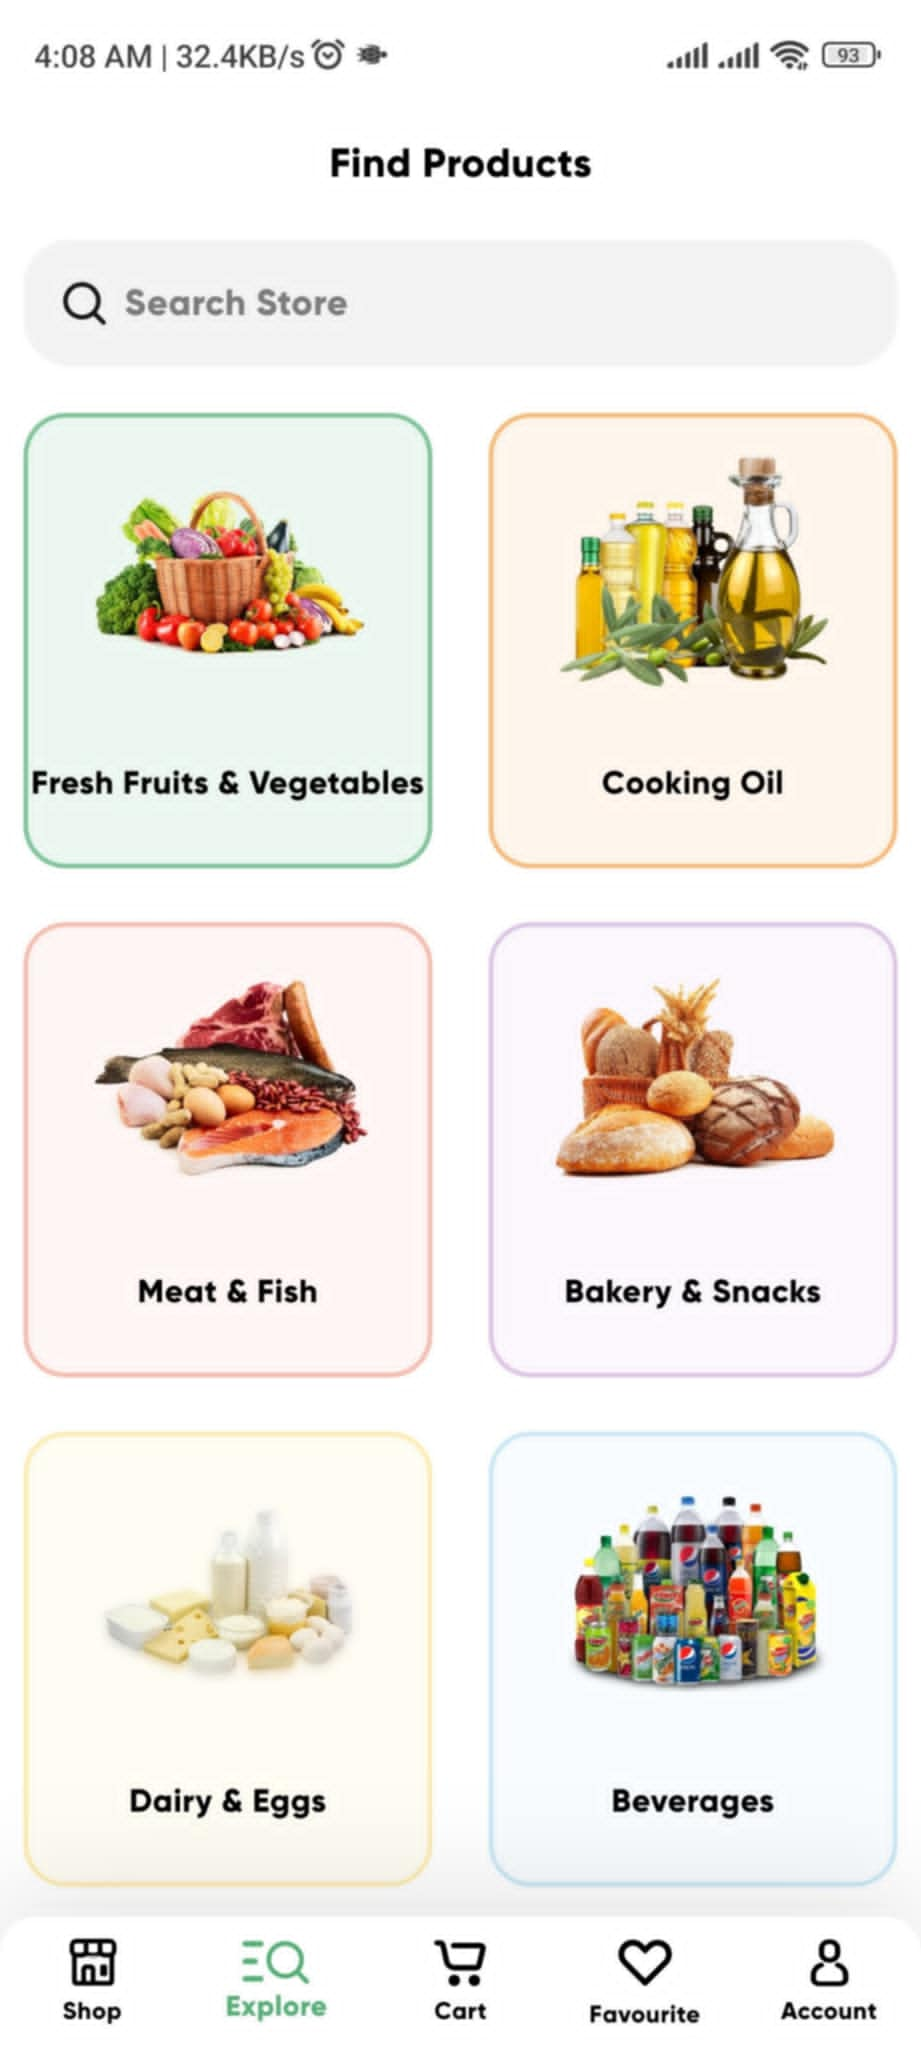 4:08 AM | 32.4KB/s 93
Find Products
Search Store
Fresh Fruits & Vegetables
Cooking Oil
Meat & Fish
Bakery & Snacks
Dairy & Eggs
Beverages
Shop
Explore
Cart
Favourite
Account